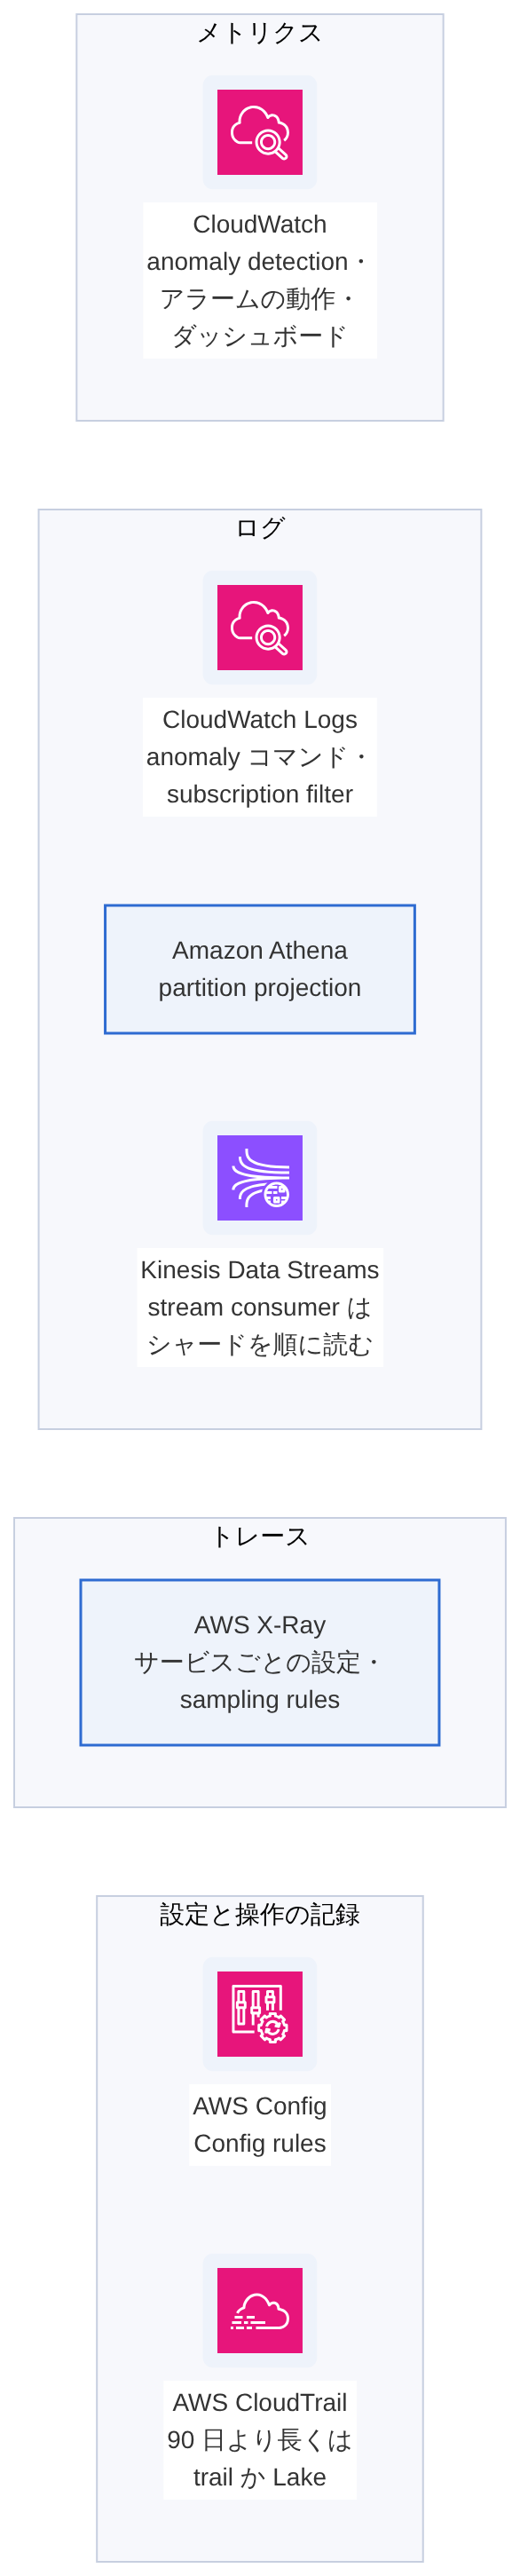 メトリクス
CloudWatch
anomaly detection・
アラームの動作・
ダッシュボード
ログ
CloudWatch Logs
anomaly コマンド・
subscription filter
Amazon Athena
partition projection
Kinesis Data Streams
stream consumer は
シャードを順に読む
トレース
AWS X-Ray
サービスごとの設定・
sampling rules
設定と操作の記録
AWS Config
Config rules
AWS CloudTrail
90 日より長くは
trail か Lake